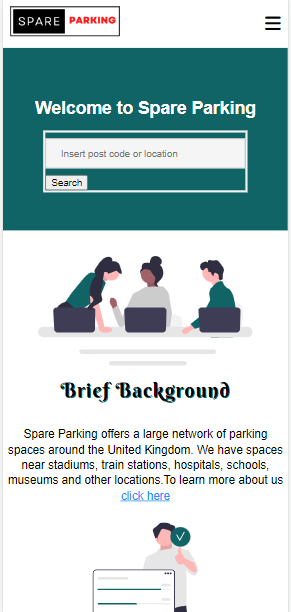 SPARE PARKING
Welcome to Spare Parking
Insert post code or location
Search
Brief Background
Spare Parking offers a large network of parking
spaces around the United Kingdom. We have spaces
near stadiums, train stations, hospitals, schools,
museums and other locations.To learn more about us
click here